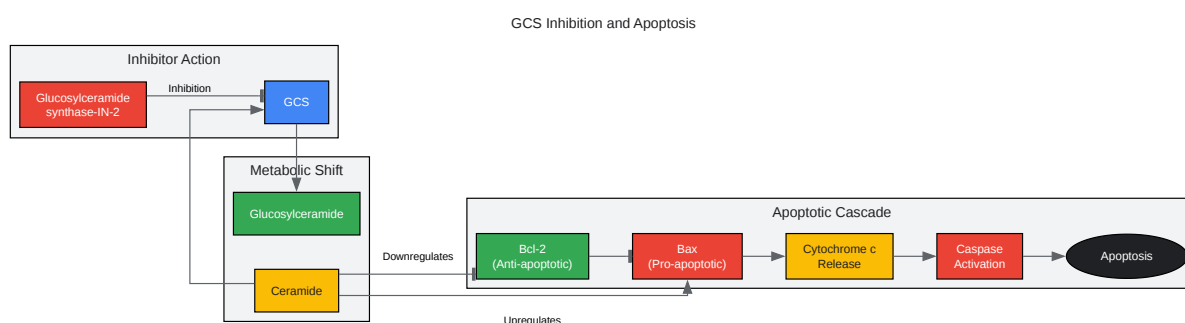 GCS Inhibition and Apoptosis
Inhibitor Action
Glucosylceramide
synthase-IN-2
Inhibition
GCS
Metabolic Shift
Glucosylceramide
Ceramide
Downregulates
Upregulates
Apoptotic Cascade
Bcl-2
(Anti-apoptotic)
Bax
(Pro-apoptotic)
Cytochrome c
Release
Caspase
Activation
Apoptosis